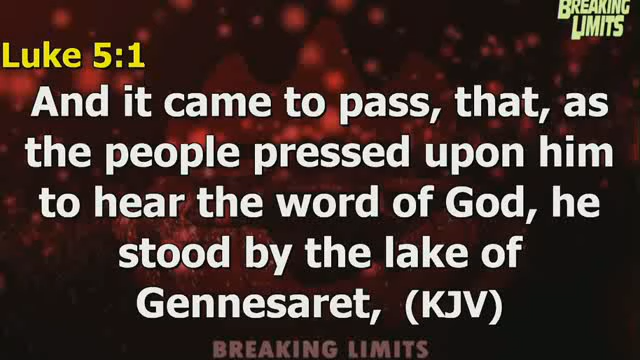 BREAKING
LIMITS
Luke 5:1
And it came to pass, that, as
the people pressed upon him
to hear the word of God, he
stood by the lake of
Gennesaret, (KJV)
BREAKING LIMITS